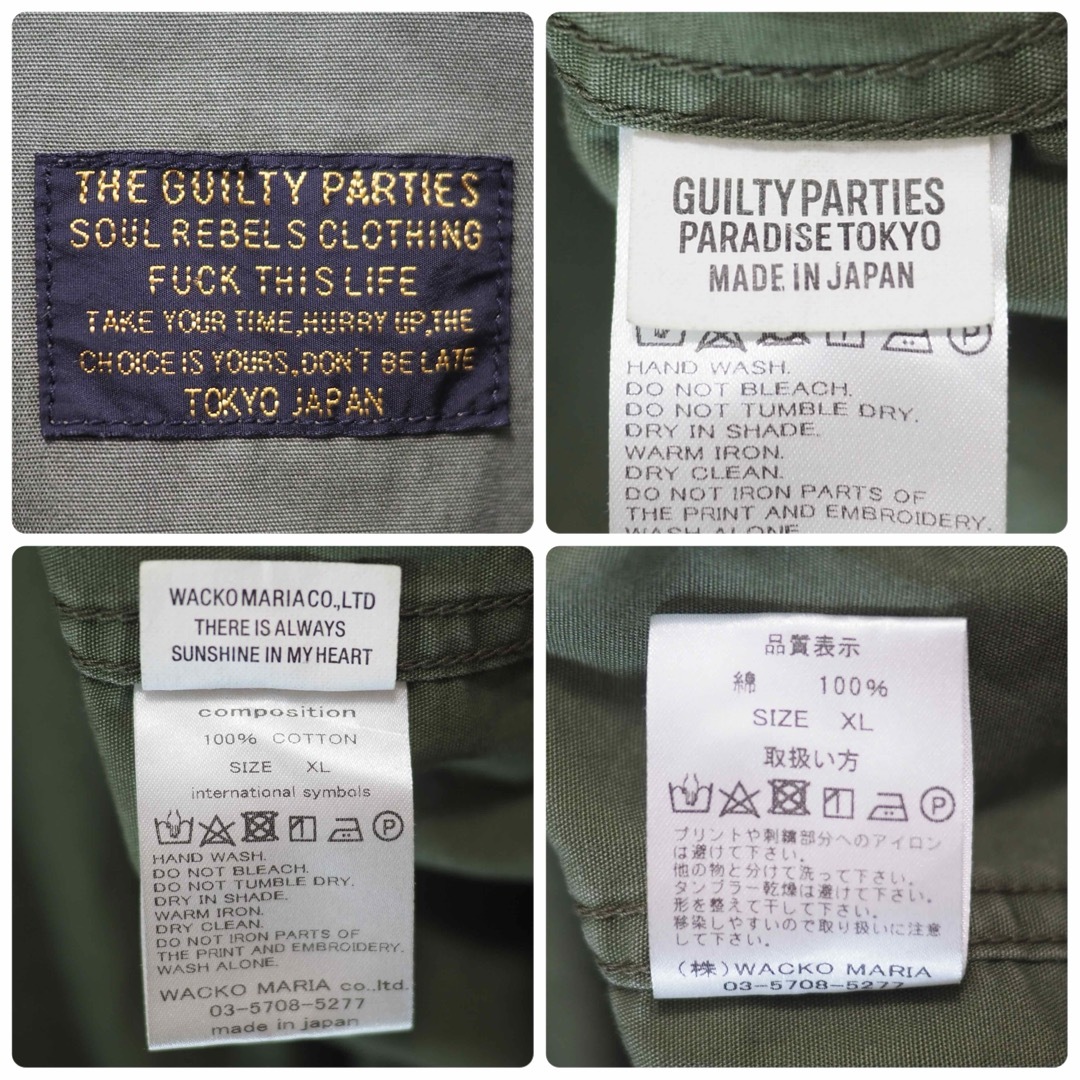 THE GUILTY PARTIES
SOUL REBELS CLOTHING
FUCK THIS LIFE
TAKE YOUR TIME,HURRY UP,THE
CHOICE IS YOURS,DON'T BE LATE
TOKYO JAPAN
GUILTYPARTIES
PARADISE TOKYO
MADE IN JAPAN
HAND WASH.
DO NOT BLEACH.
DO NOT TUMBLE DRY.
DRY IN SHADE.
WARM IRON.
DRY CLEAN.
DO NOT IRON PARTS OF
THE PRINT AND EMBROIDERY.
WASH ALONE
WACKOMARIA CO.,LTD
THERE IS ALWAYS
SUNSHINE IN MY HEART
composition
100% COTTON
SIZE XL
international symbols
P
HAND WASH.
DO NOT BLEACH.
DO NOT TUMBLE DRY.
DRY IN SHADE.
WARM IRON.
DRY CLEAN.
DO NOT IRON PARTS OF
THE PRINT AND EMBROIDERY.
WASH ALONE.
WACKO MARIA co.,ltd.
03-5708-5277
made in japan
品質表示
綿 100%
SIZE XL
取扱い方
P
プリントや刺繍部分へのアイロン
は避けて下さい。
他の物と分けて洗って下さい。
タンブラー乾燥は避けて下さい。
形を整えて干して下さい。
移染しやすいので取り扱いに注意
して下さい。
(株)WACKO MARIA
03-5708-5277